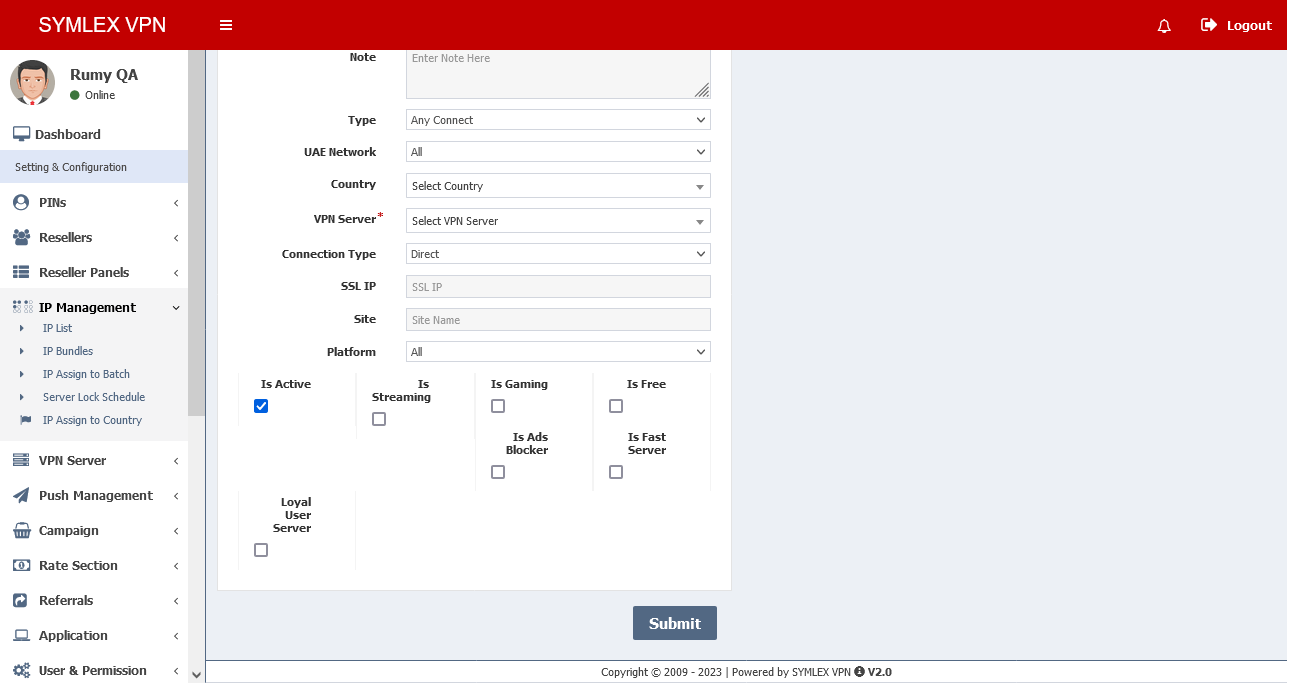 SYMLEX VPN
Logout
Rumy QA
Online
Dashboard
Setting & Configuration
PINs
Resellers
Reseller Panels
IP Management
IP List
IP Bundles
IP Assign to Batch
Server Lock Schedule
IP Assign to Country
VPN Server
Push Management
Campaign
Rate Section
Referrals
Application
User & Permission
Note
Enter Note Here
Type
Any Connect
UAE Network
All
Country
Select Country
VPN Server*
Select VPN Server
Connection Type
Direct
SSL IP
SSL IP
Site
Site Name
Platform
All
Is Active
Is
Streaming
Is Gaming
Is Free
Is Ads
Blocker
Is Fast
Server
Loyal
User
Server
Submit
Copyright © 2009 - 2023 | Powered by SYMLEX VPN V2.0